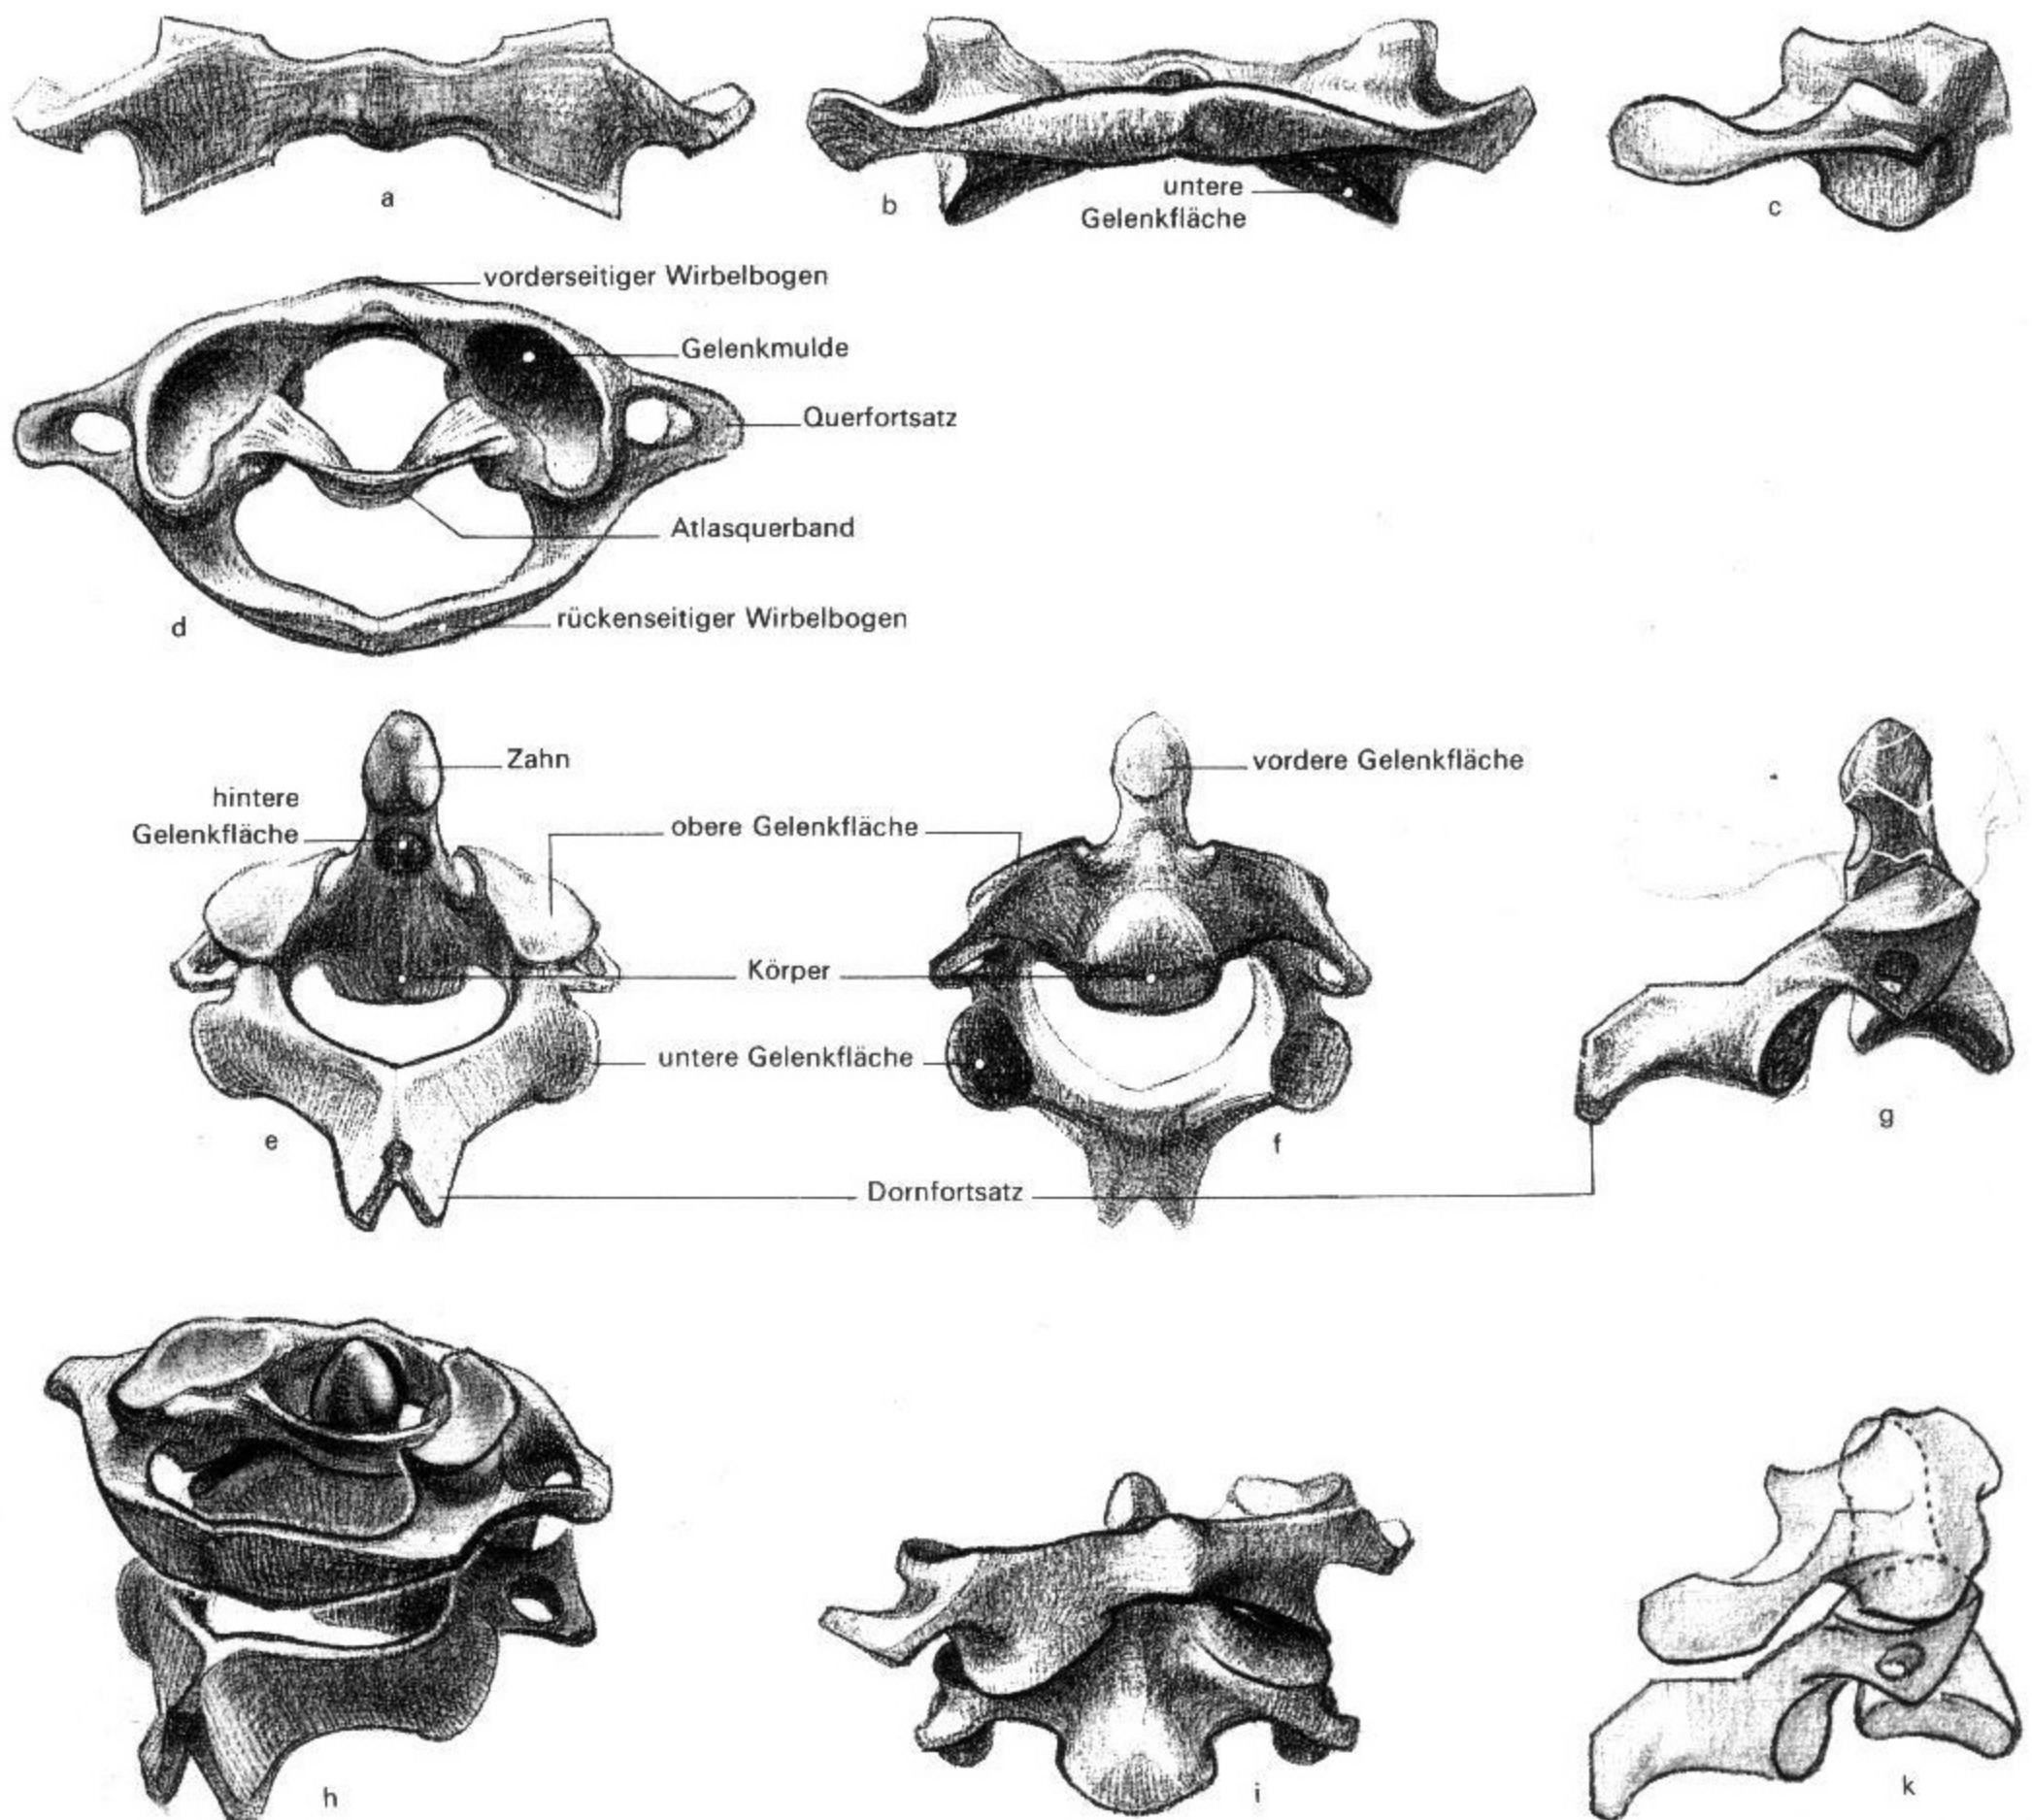 a
b
untere
Gelenkfläche
c
vorderseitiger Wirbelbogen
Gelenkmulde
Querfortsatz
Atlasquerband
rückenseitiger Wirbelbogen
d
Zahn
hintere
Gelenkfläche
vordere Gelenkfläche
obere Gelenkfläche
Körper
untere Gelenkfläche
e
f
g
Dornfortsatz
h
i
k